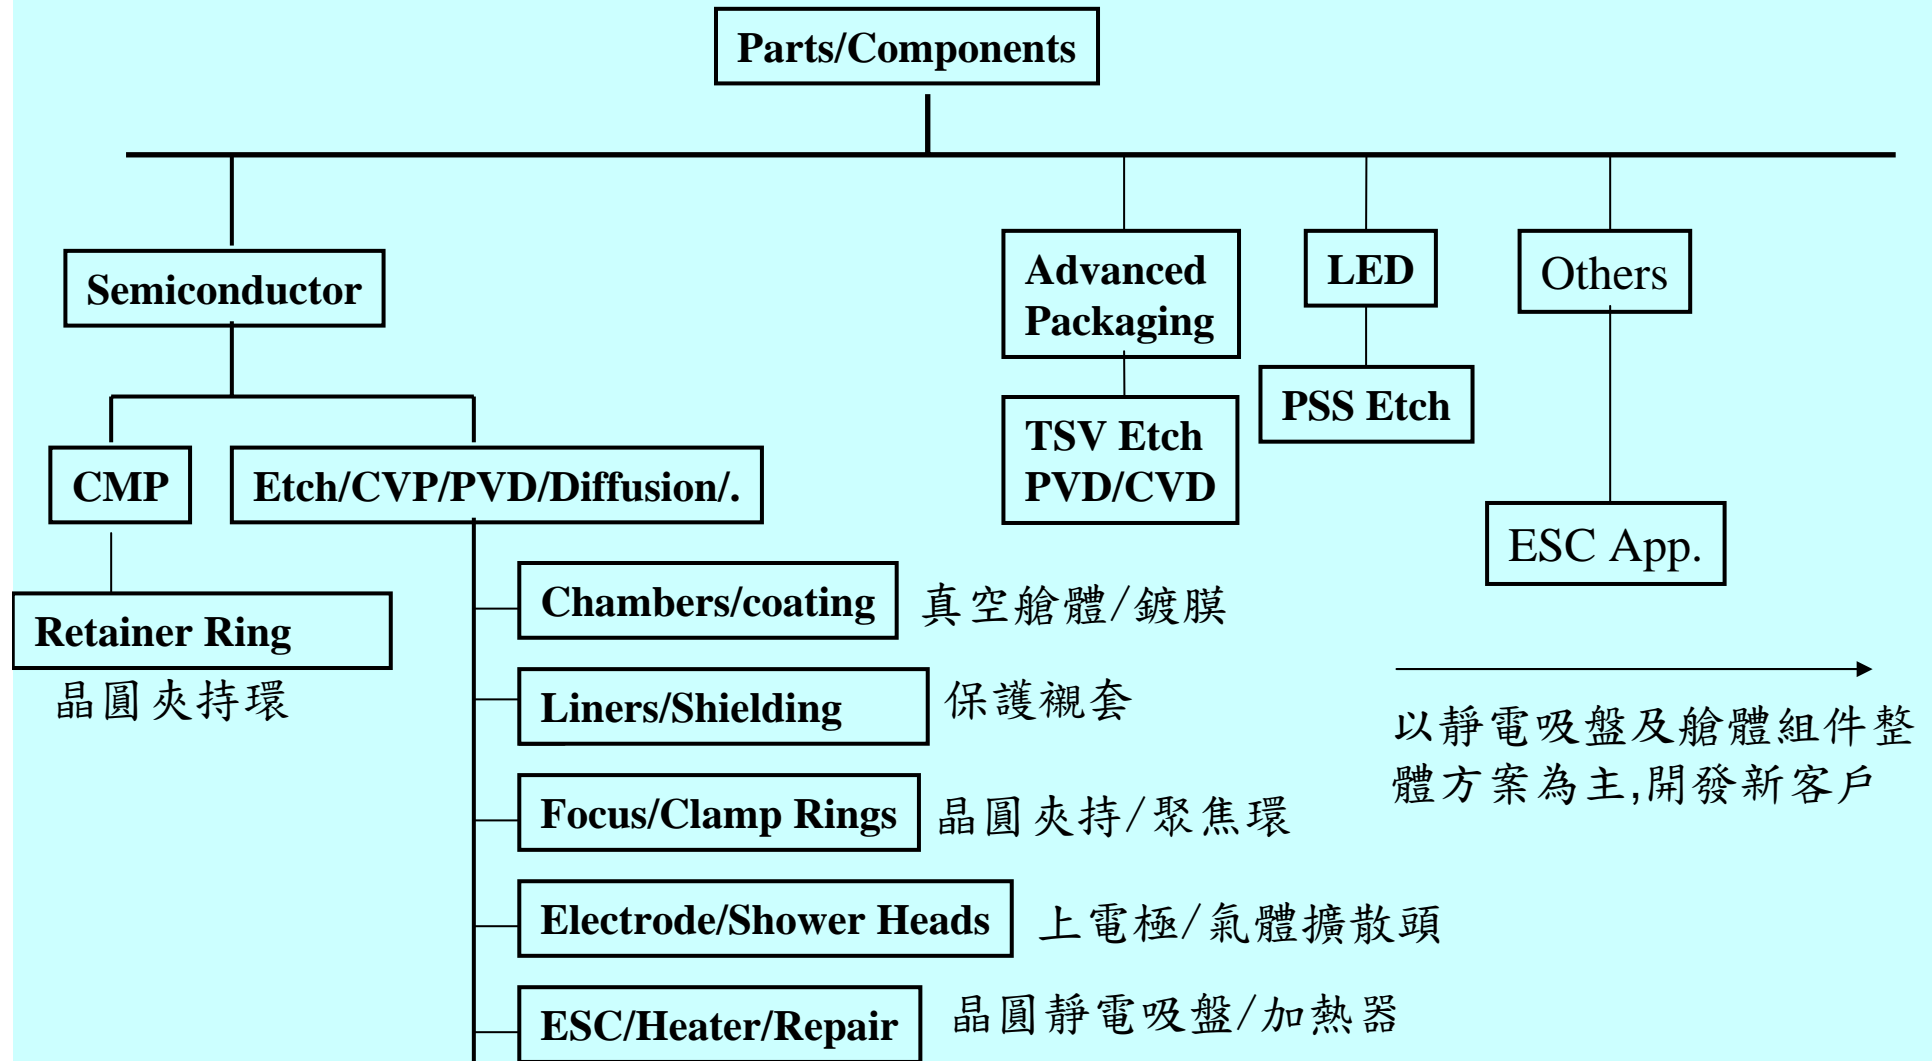 Parts/Components
Semiconductor
Advanced
Packaging
LED
Others
CMP
Etch/CVP/PVD/Diffusion/.
TSV Etch
PVD/CVD
PSS Etch
ESC App.
Retainer Ring
晶圓夾持環
Chambers/coating
真空艙體/鍍膜
Liners/Shielding
保護襯套
Focus/Clamp Rings
晶圓夾持/聚焦環
Electrode/Shower Heads
上電極/氣體擴散頭
ESC/Heater/Repair
晶圓靜電吸盤/加熱器
以靜電吸盤及艙體組件整
體方案為主,開發新客戶